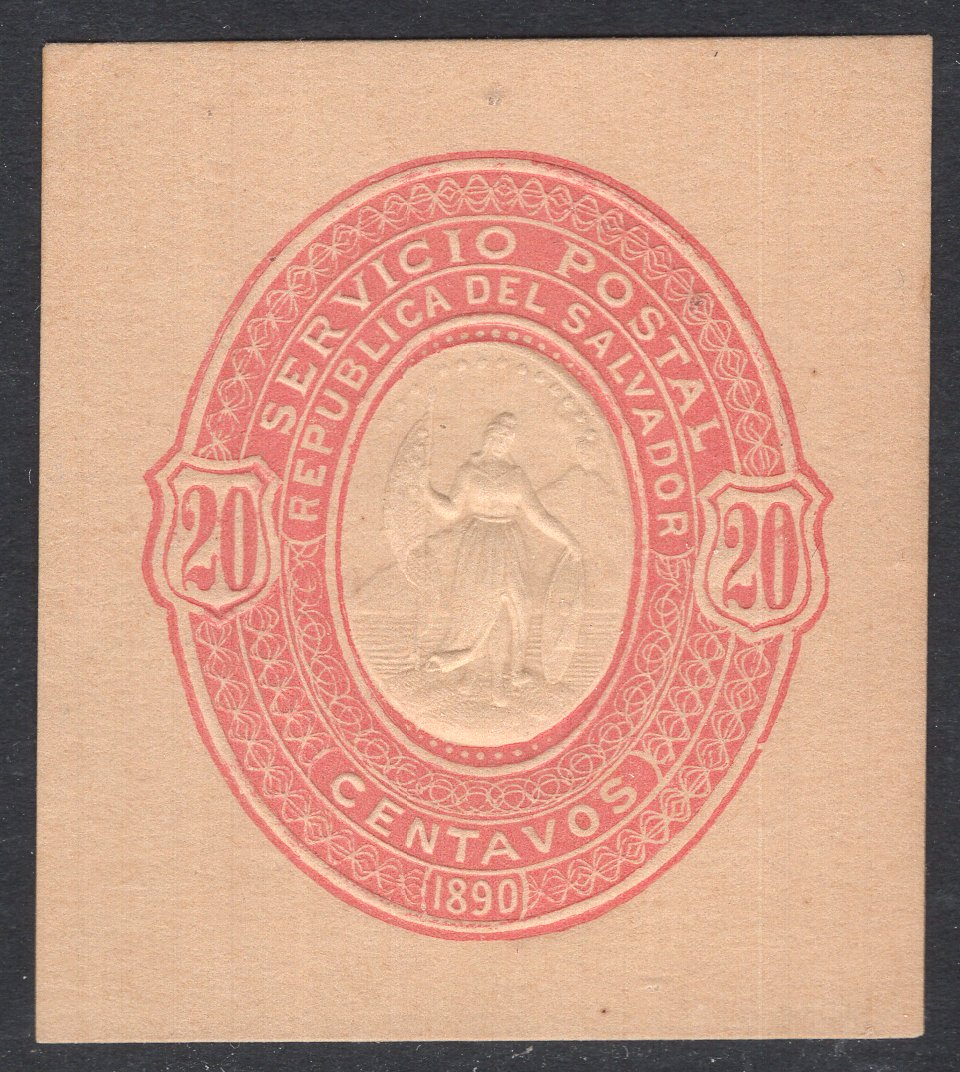 SERVICIO POSTAL
REPUBLICA DEL SALVADOR
20
20
CENTAVOS
1890